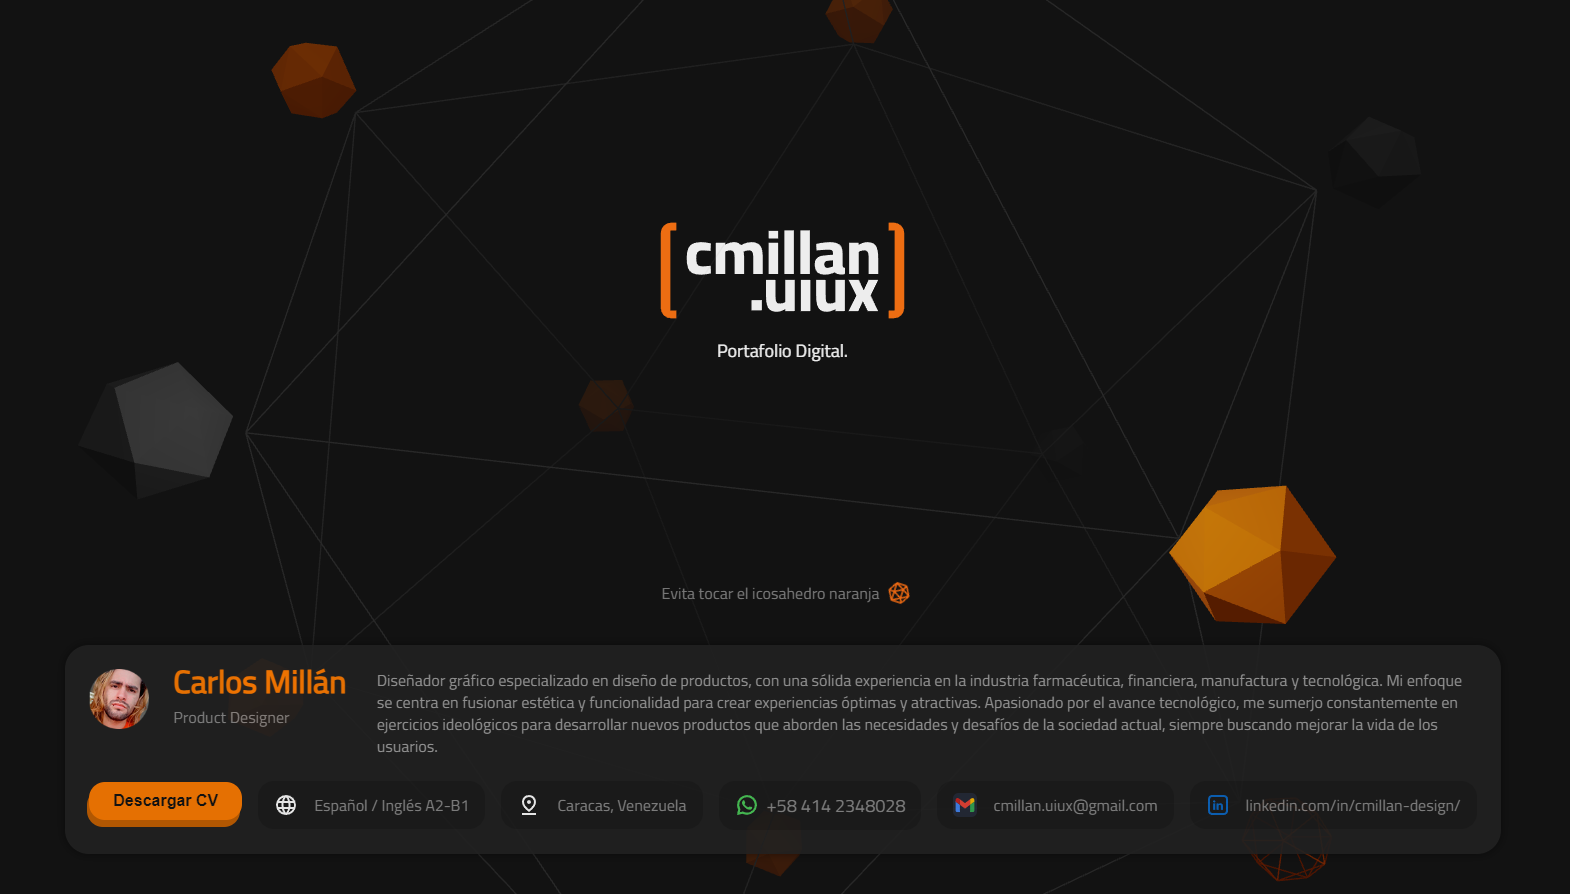 [cmillan
.uiux]
Portafolio Digital.
Evita tocar el icosahedro naranja
Carlos Millán
Product Designer
Diseñador gráfico especializado en diseño de productos, con una sólida experiencia en la industria farmacéutica, financiera, manufactura y tecnológica. Mi enfoque
se centra en fusionar estética y funcionalidad para crear experiencias óptimas y atractivas. Apasionado por el avance tecnológico, me sumerjo constantemente en
ejercicios ideológicos para desarrollar nuevos productos que aborden las necesidades y desafíos de la sociedad actual, siempre buscando mejorar la vida de los
usuarios.
Descargar CV
Español / Inglés A2-B1
Caracas, Venezuela
+58 414 2348028
cmillan.uiux@gmail.com
linkedin.com/in/cmillan-design/